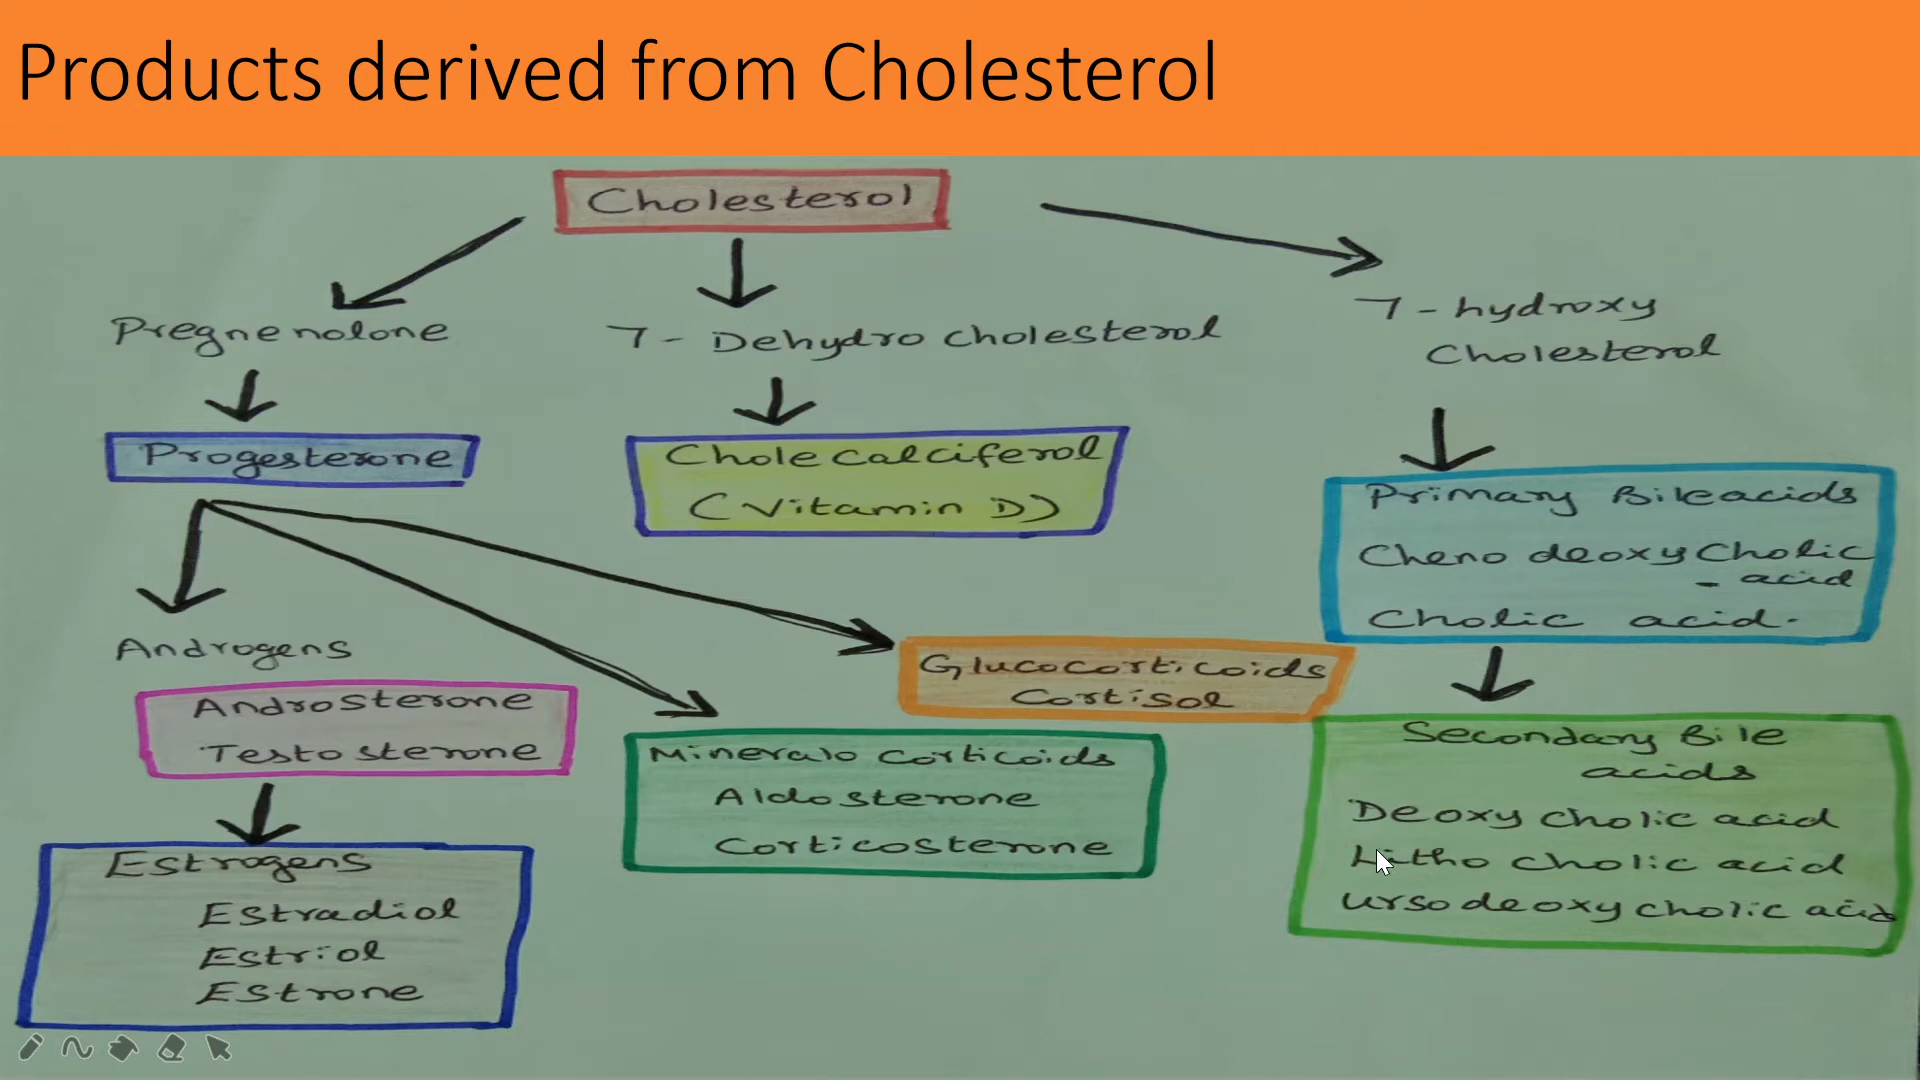 Products derived from Cholesterol
Cholesterol
Pregnenolone
7- Dehydro cholesterol
7-hydroxy
Cholesterol
Progesterone
Cholecalciferol
(Vitamin D)
Primary Bileacids
Cheno deoxy Cholic
- acid
Cholic acid.
Androgens
Androsterone
Testosterone
Glucocorticoids
Cortisol
Mineralo corticoids
Aldosterone
Corticosterone
Secondary Bile
acids
Deoxy cholic acid
Litho cholic acid
Ursodeoxy cholic acid
Estrogens
Estradiol
Estriol
Estrone